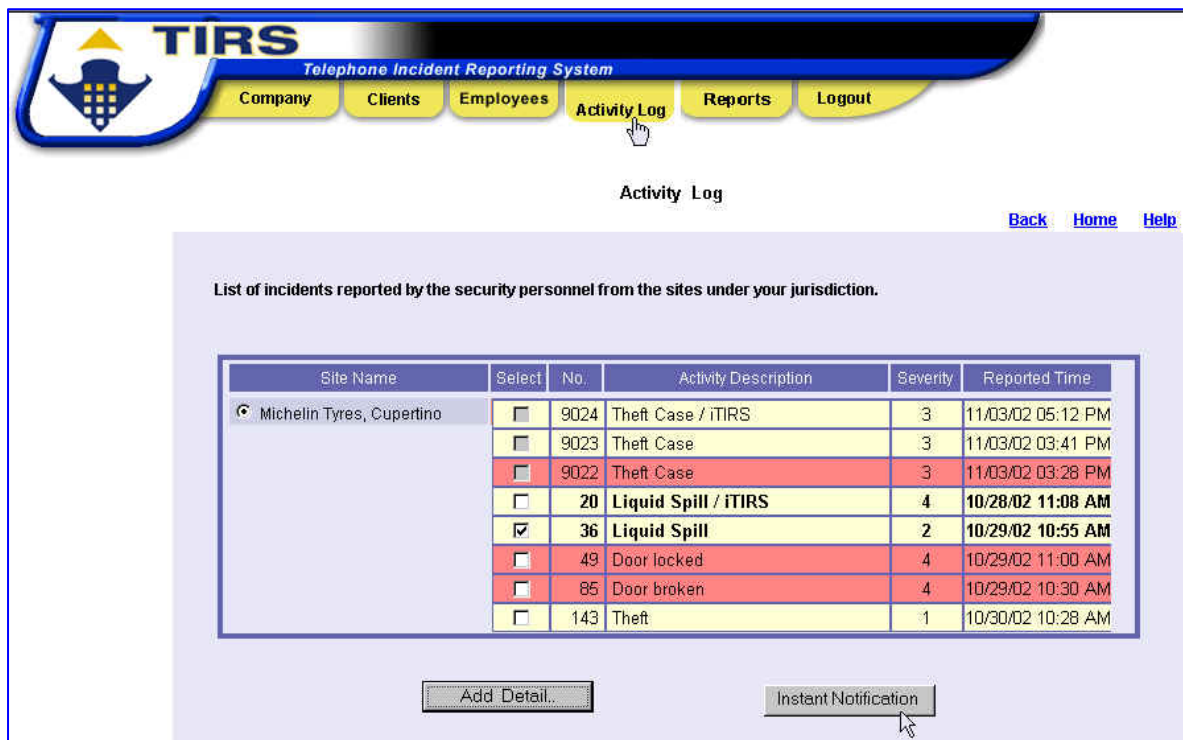 TIRS
Telephone Incident Reporting System
Company Clients Employees Activity Log Reports Logout
Activity Log
Back Home Help
List of incidents reported by the security personnel from the sites under your jurisdiction.
Site Name Select No. Activity Description Severity Reported Time
Michelin Tyres, Cupertino 9024 Theft Case / iTIRS 3 11/03/02 05:12 PM
9023 Theft Case 3 11/03/02 03:41 PM
9022 Theft Case 3 11/03/02 03:28 PM
20 Liquid Spill / iTIRS 4 10/28/02 11:08 AM
36 Liquid Spill 2 10/29/02 10:55 AM
49 Door locked 4 10/29/02 11:00 AM
85 Door broken 4 10/29/02 10:30 AM
143 Theft 1 10/30/02 10:28 AM
Add Detail.. Instant Notification